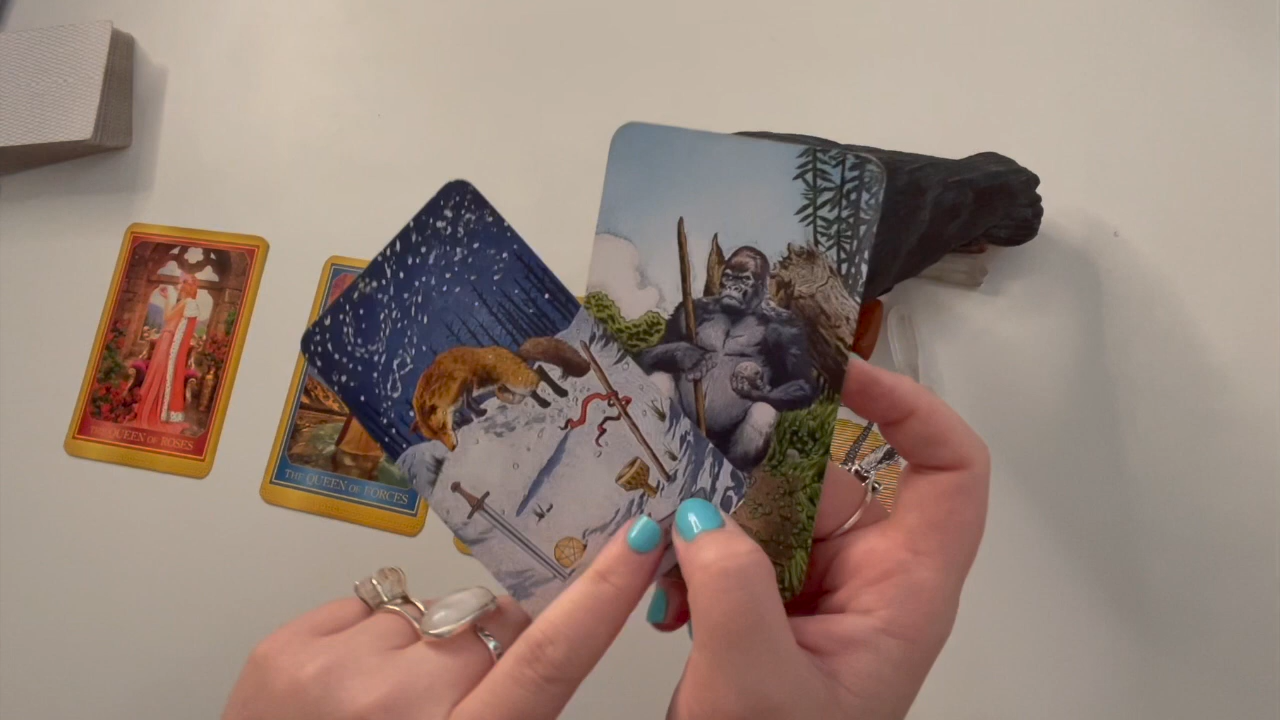 THE QUEEN OF ROSES
THE QUEEN OF FORCES